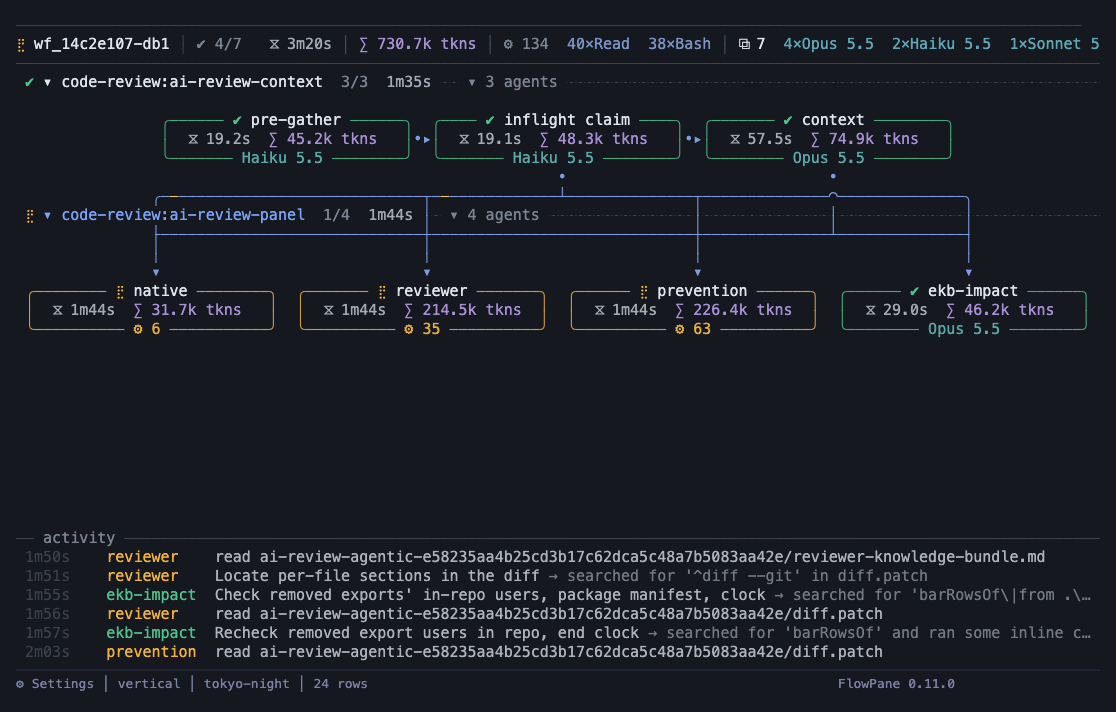 wf_14c2e107-db1 │ ✔ 4/7 ⧖ 3m20s │ ∑ 730.7k tkns │ ⚙ 134 40×Read 38×Bash │ ⧉ 7 4×Opus 5.5 2×Haiku 5.5 1×Sonnet 5
✔ ▾ code-review:ai-review-context 3/3 1m35s ▾ 3 agents
✔ pre-gather ✔ inflight claim ✔ context
⧖ 19.2s ∑ 45.2k tkns ⧖ 19.1s ∑ 48.3k tkns ⧖ 57.5s ∑ 74.9k tkns
Haiku 5.5 Haiku 5.5 Opus 5.5
▾ code-review:ai-review-panel 1/4 1m44s ▾ 4 agents
native reviewer prevention ✔ ekb-impact
⧖ 1m44s ∑ 31.7k tkns ⧖ 1m44s ∑ 214.5k tkns ⧖ 1m44s ∑ 226.4k tkns ⧖ 29.0s ∑ 46.2k tkns
⚙ 6 ⚙ 35 ⚙ 63 Opus 5.5
activity
1m50s reviewer read ai-review-agentic-e58235aa4b25cd3b17c62dca5c48a7b5083aa42e/reviewer-knowledge-bundle.md
1m51s reviewer Locate per-file sections in the diff → searched for '^diff --git' in diff.patch
1m55s ekb-impact Check removed exports' in-repo users, package manifest, clock → searched for 'barRowsOf\|from .\…
1m56s reviewer read ai-review-agentic-e58235aa4b25cd3b17c62dca5c48a7b5083aa42e/diff.patch
1m57s ekb-impact Recheck removed export users in repo, end clock → searched for 'barRowsOf' and ran some inline c…
2m03s prevention read ai-review-agentic-e58235aa4b25cd3b17c62dca5c48a7b5083aa42e/diff.patch
⚙ Settings │ vertical │ tokyo-night │ 24 rows FlowPane 0.11.0